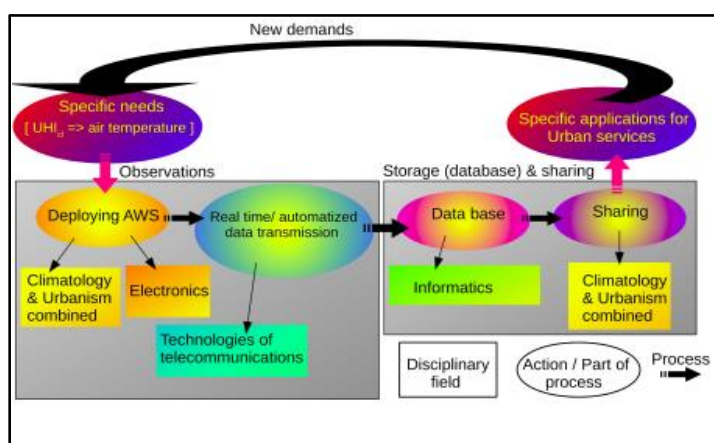 New demands
Specific needs
[ UHId => air temperature ]
Specific applications for
Urban services
Observations
Storage (database) & sharing
Deploying AWS
Real time/ automatized
data transmission
Data base
Sharing
Climatology
& Urbanism
combined
Electronics
Technologies of
telecommunications
Informatics
Climatology
& Urbanism
combined
Disciplinary
field
Action / Part of
process
Process